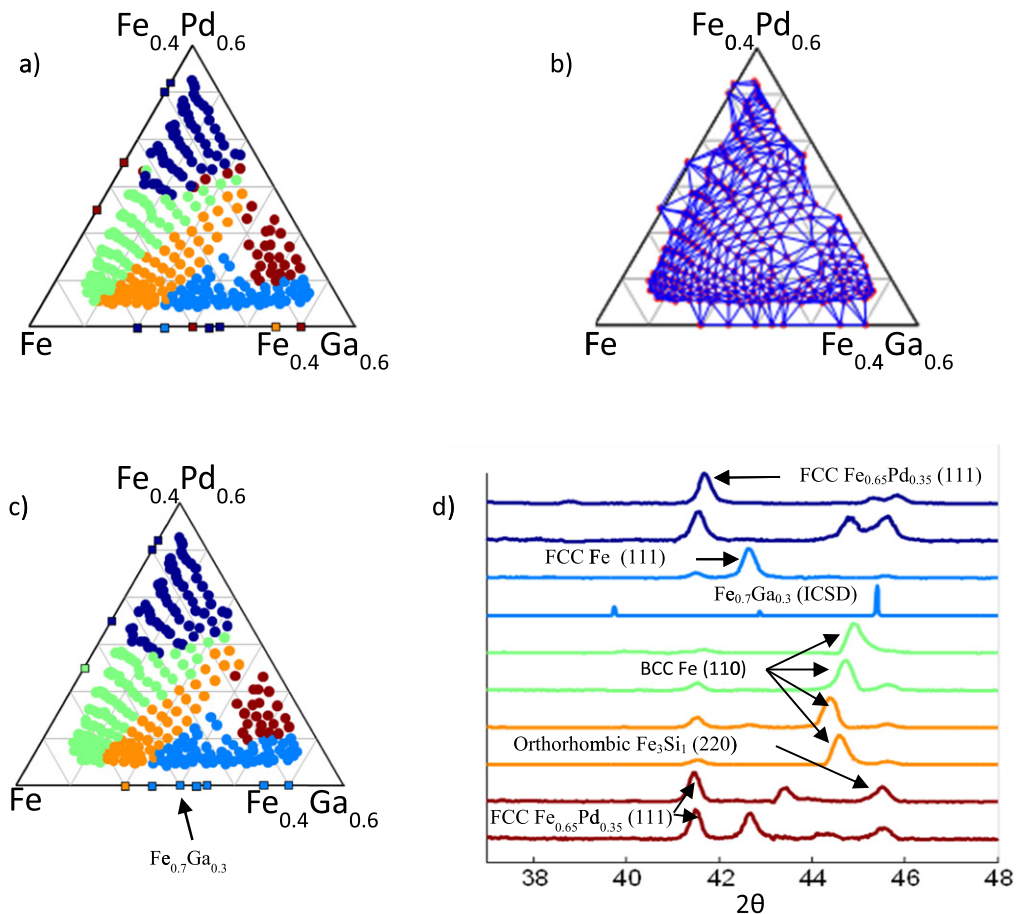 a)
Fe0.4Pd0.6
Fe
Fe0.4Ga0.6
b)
Fe0.4Pd0.6
Fe
Fe0.4Ga0.6
c)
Fe0.4Pd0.6
Fe
Fe0.4Ga0.6
Fe0.7Ga0.3
d)
FCC Fe0.65Pd0.35 (111)
FCC Fe (111)
Fe0.7Ga0.3 (ICSD)
BCC Fe (110)
Orthorhombic Fe3Si1 (220)
FCC Fe0.65Pd0.35 (111)
38 40 42 44 46 48
2θ